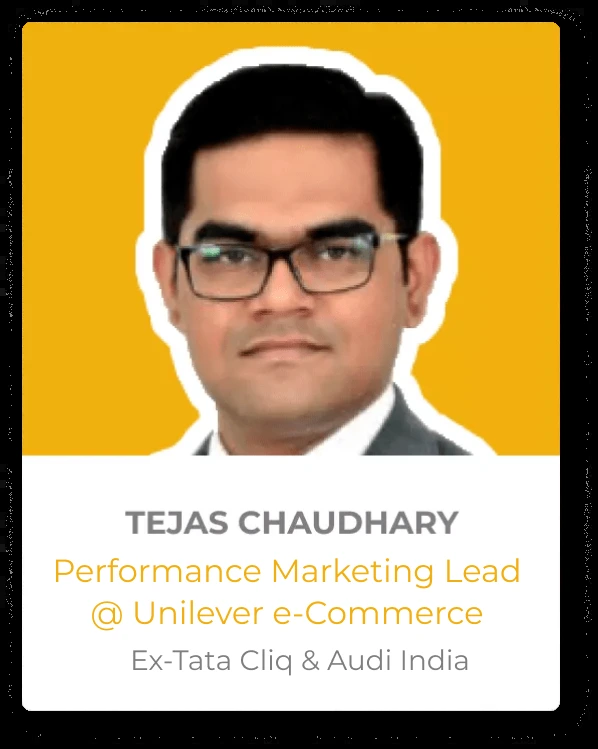 TEJAS CHAUDHARY
Performance Marketing Lead
@ Unilever e-Commerce
Ex-Tata Cliq & Audi India